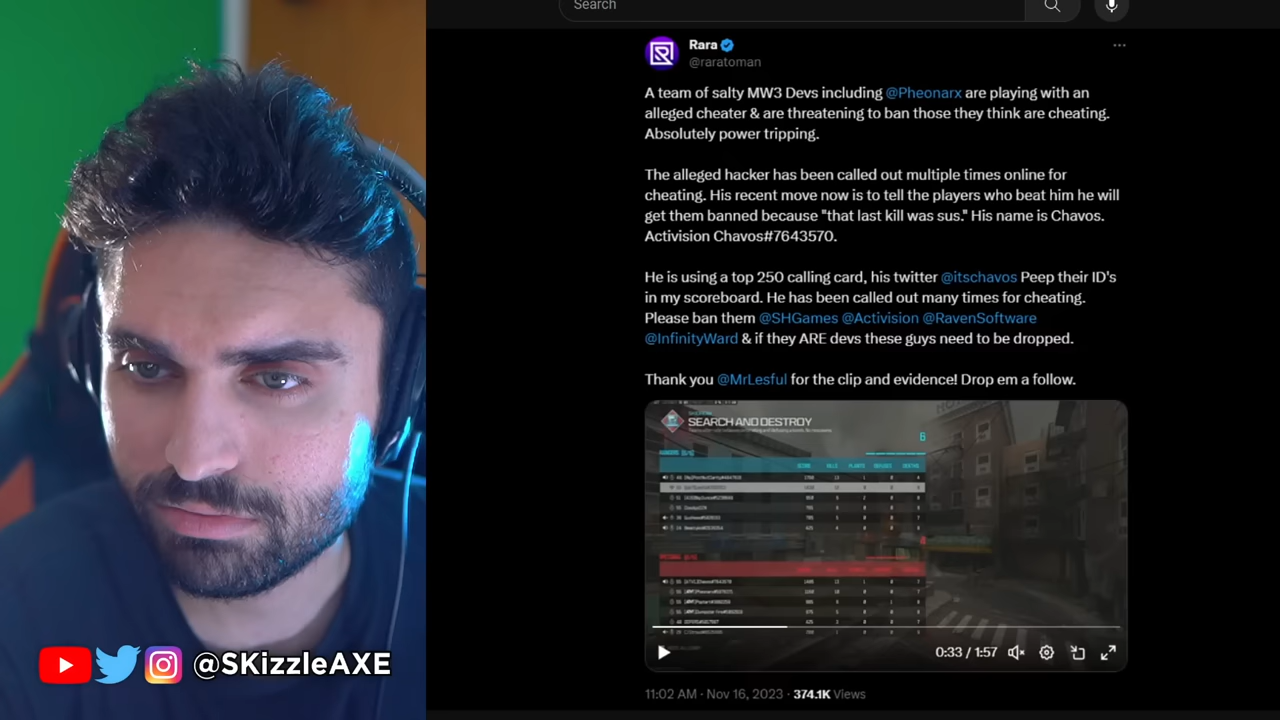 Search
Rara
@raratoman
A team of salty MW3 Devs including @Pheonarx are playing with an
alleged cheater & are threatening to ban those they think are cheating.
Absolutely power tripping.
The alleged hacker has been called out multiple times online for
cheating. His recent move now is to tell the players who beat him he will
get them banned because "that last kill was sus." His name is Chavos.
Activision Chavos#7643570.
He is using a top 250 calling card, his twitter @itschavos Peep their ID's
in my scoreboard. He has been called out many times for cheating.
Please ban them @SHGames @Activision @RavenSoftware
@InfinityWard & if they ARE devs these guys need to be dropped.
Thank you @MrLesful for the clip and evidence! Drop em a follow.
SEARCH AND DESTROY
6
SCORE KILLS PLANTS DEFUSES DEATHS
0:33 / 1:57
11:02 AM · Nov 16, 2023 · 374.1K Views
@SKizzleAXE